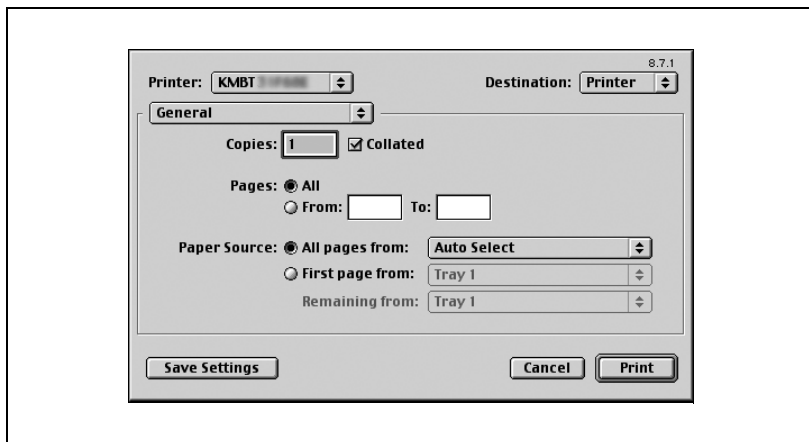 8.7.1
Printer: KMBT Destination: Printer
General
Copies: 1 Collated
Pages: All
From: To:
Paper Source: All pages from: Auto Select
First page from: Tray 1
Remaining from: Tray 1
Save Settings Cancel Print